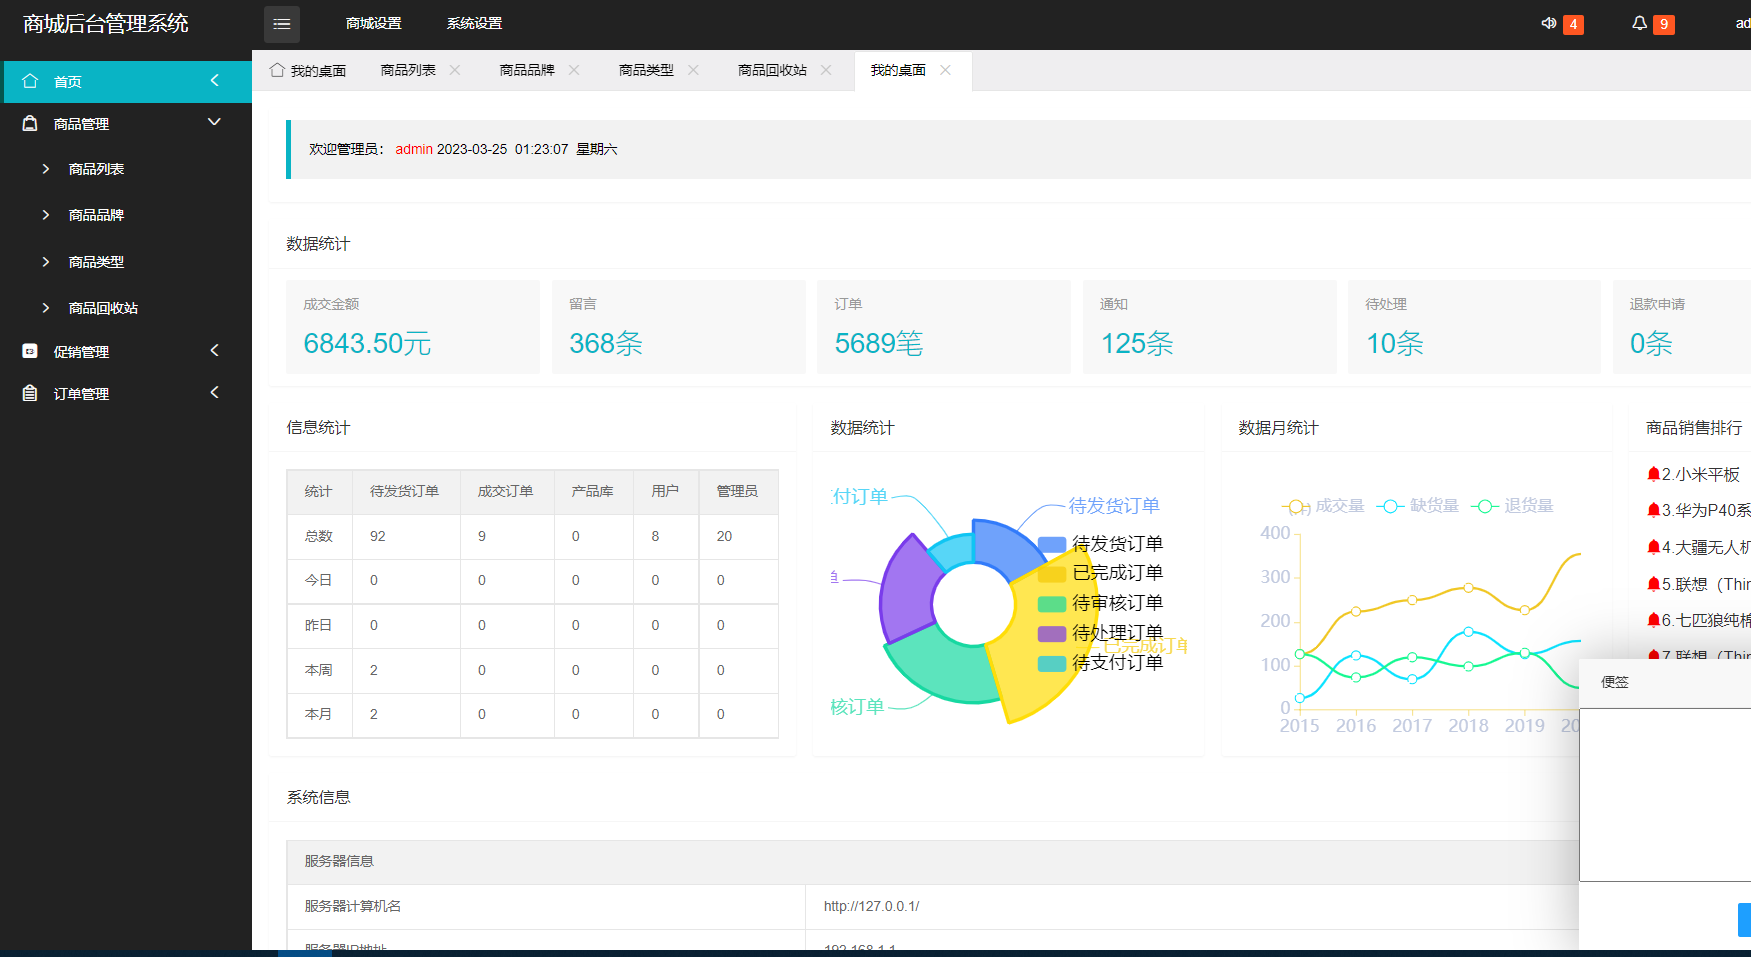 商城后台管理系统
商城设置 系统设置 4 9 ad
首页
商品管理
商品列表
商品品牌
商品类型
商品回收站
促销管理
订单管理
我的桌面 商品列表 商品品牌 商品类型 商品回收站 我的桌面
欢迎管理员： admin 2023-03-25 01:23:07 星期六
数据统计
成交金额 留言 订单 通知 待处理 退款申请
6843.50元 368条 5689笔 125条 10条 0条
信息统计
统计 待发货订单 成交订单 产品库 用户 管理员
总数 92 9 0 8 20
今日 0 0 0 0 0
昨日 0 0 0 0 0
本周 2 0 0 0 0
本月 2 0 0 0 0
数据统计
付订单
待发货订单
待发货订单
已完成订单
待审核订单
待处理订单
已完成订单
待支付订单
核订单
数据月统计
成交量 缺货量 退货量
400
300
200
100
0
2015 2016 2017 2018 2019 20
商品销售排行
2.小米平板
3.华为P40系
4.大疆无人机
5.联想（Thin
6.七匹狼纯棉
7.联想（Thin
便签
系统信息
服务器信息
服务器计算机名 http://127.0.0.1/
服务器IP地址 192.168.1.1